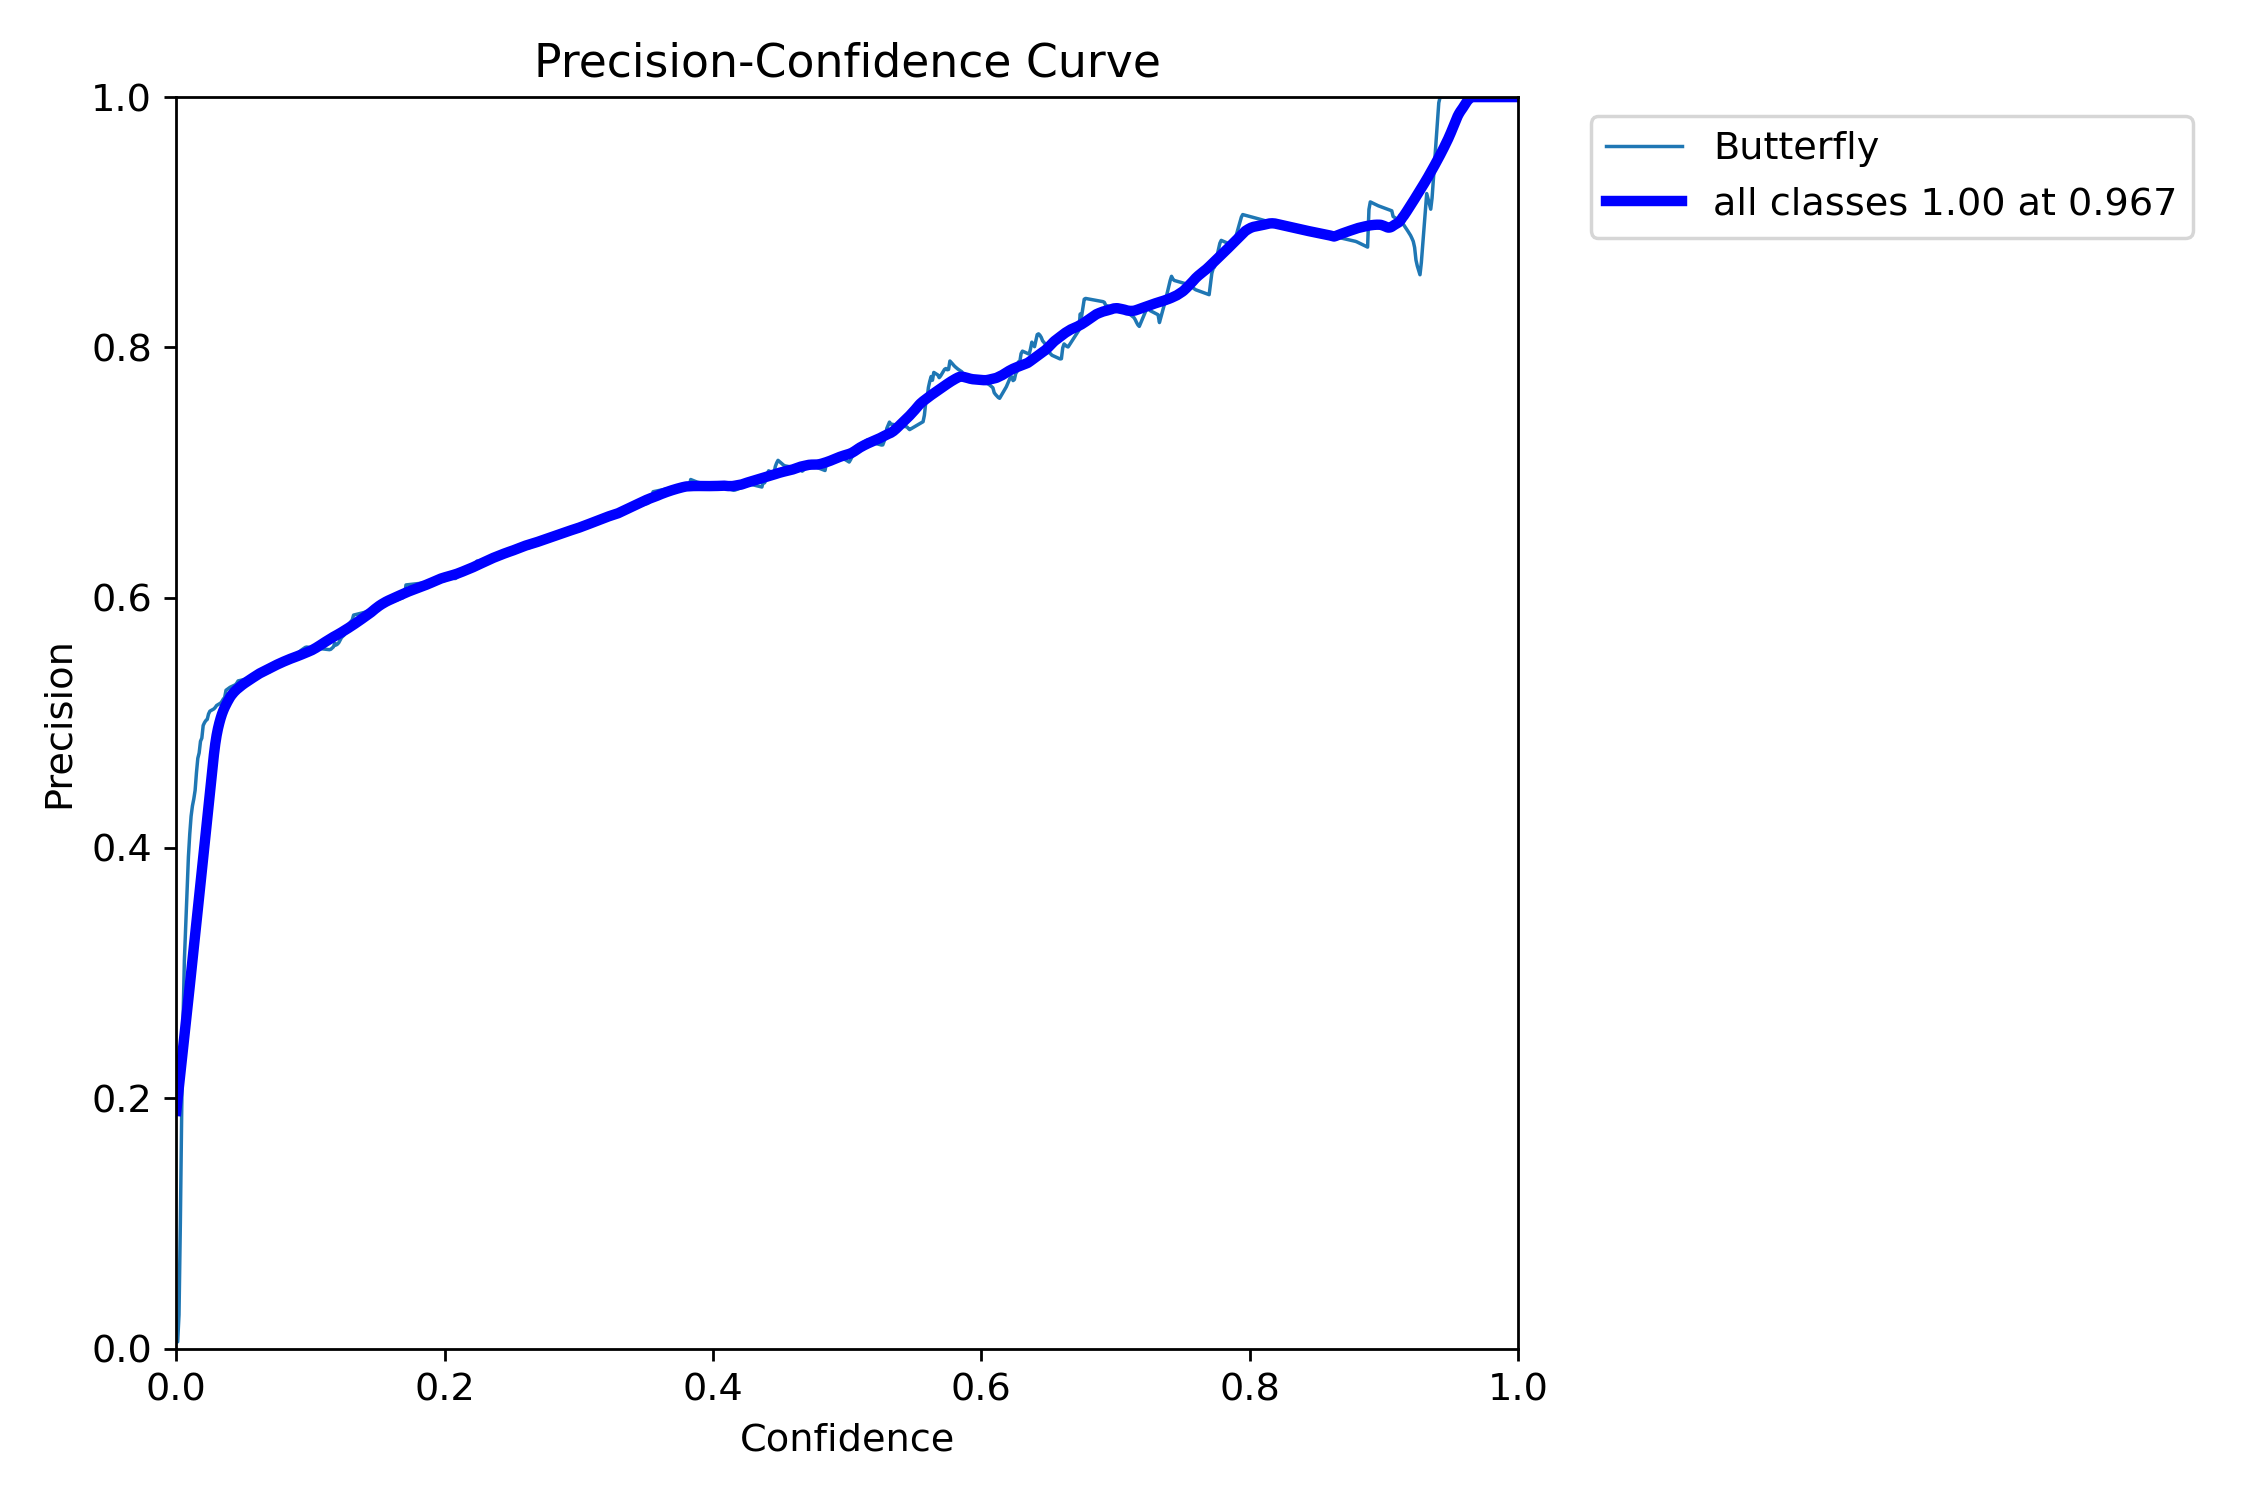 Precision-Confidence Curve
1.0
0.8
0.6
0.4
0.2
0.0
Precision
0.0 0.2 0.4 0.6 0.8 1.0
Confidence
Butterfly
all classes 1.00 at 0.967